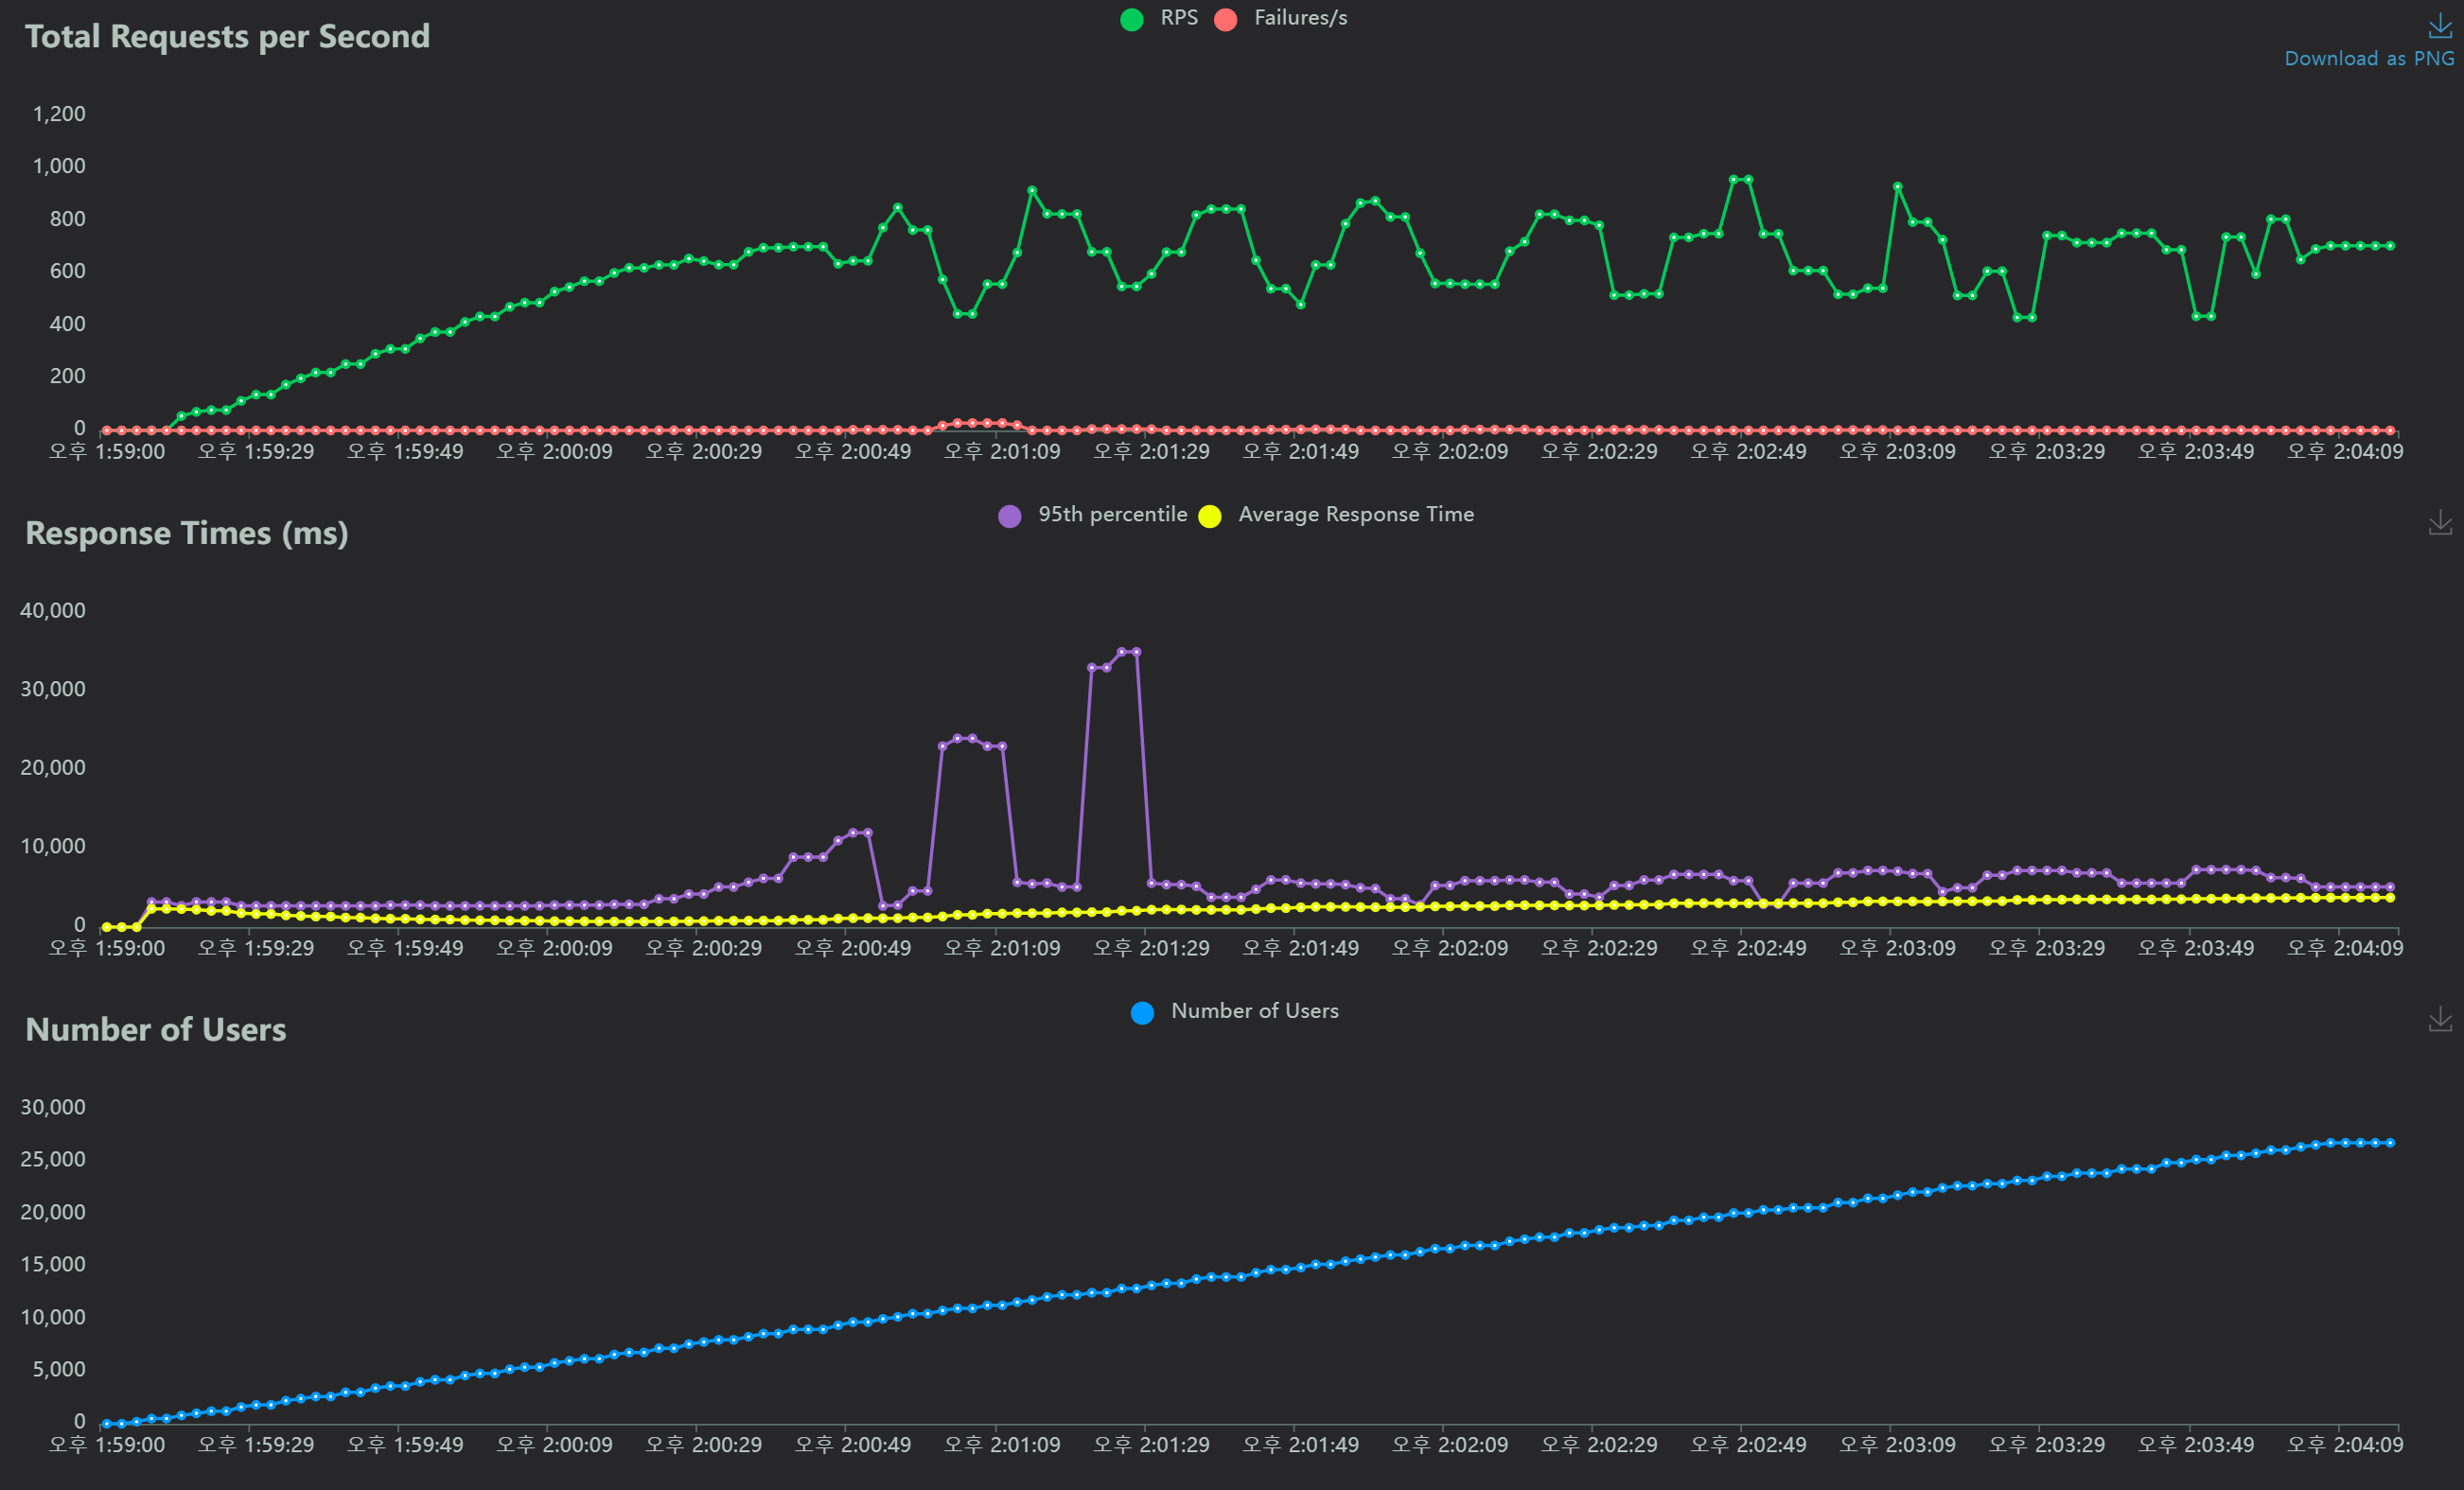 Total Requests per Second
RPS Failures/s
Download as PNG
1,200
1,000
800
600
400
200
0
오후 1:59:00 오후 1:59:29 오후 1:59:49 오후 2:00:09 오후 2:00:29 오후 2:00:49 오후 2:01:09 오후 2:01:29 오후 2:01:49 오후 2:02:09 오후 2:02:29 오후 2:02:49 오후 2:03:09 오후 2:03:29 오후 2:03:49 오후 2:04:09
Response Times (ms)
95th percentile Average Response Time
40,000
30,000
20,000
10,000
0
오후 1:59:00 오후 1:59:29 오후 1:59:49 오후 2:00:09 오후 2:00:29 오후 2:00:49 오후 2:01:09 오후 2:01:29 오후 2:01:49 오후 2:02:09 오후 2:02:29 오후 2:02:49 오후 2:03:09 오후 2:03:29 오후 2:03:49 오후 2:04:09
Number of Users
Number of Users
30,000
25,000
20,000
15,000
10,000
5,000
0
오후 1:59:00 오후 1:59:29 오후 1:59:49 오후 2:00:09 오후 2:00:29 오후 2:00:49 오후 2:01:09 오후 2:01:29 오후 2:01:49 오후 2:02:09 오후 2:02:29 오후 2:02:49 오후 2:03:09 오후 2:03:29 오후 2:03:49 오후 2:04:09